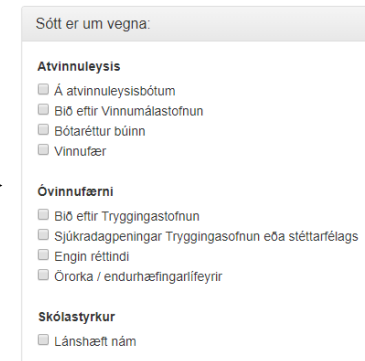 Sótt er um vegna:
Atvinnuleysis
Á atvinnuleysisbótum
Bið eftir Vinnumálastofnun
Bótaréttur búinn
Vinnufær
Óvinnufærni
Bið eftir Tryggingastofnun
Sjúkradagpeningar Tryggingasofnun eða stéttarfélags
Engin réttindi
Örorka / endurhæfingarlífeyrir
Skólastyrkur
Lánshæft nám